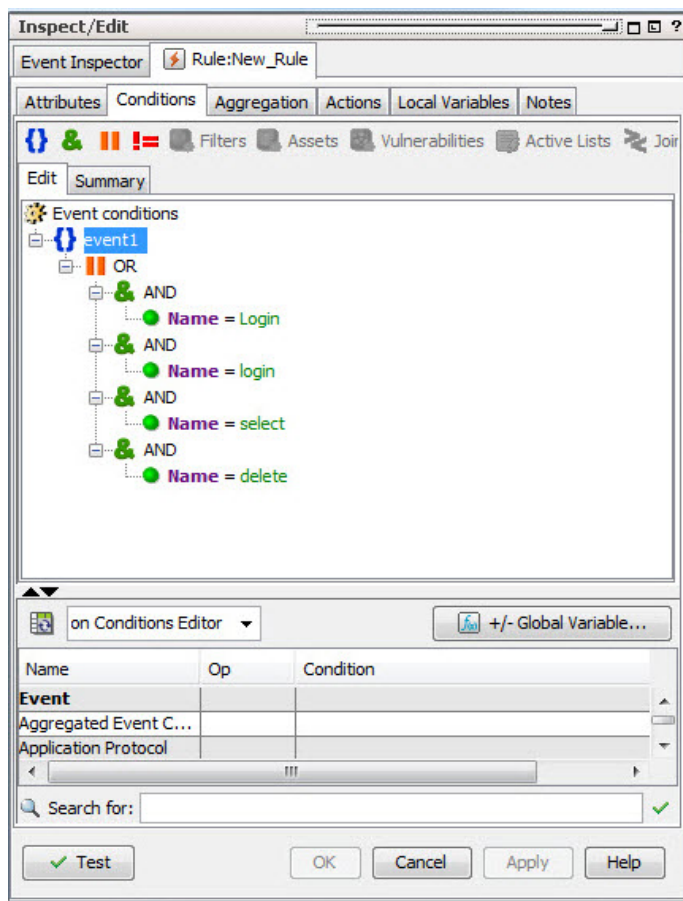 Inspect/Edit ?
Event Inspector Rule:New_Rule
Attributes Conditions Aggregation Actions Local Variables Notes
{} & != Filters Assets Vulnerabilities Active Lists Join
Edit Summary
Event conditions
{} event1
OR
& AND
Name = Login
& AND
Name = login
& AND
Name = select
& AND
Name = delete
on Conditions Editor +/- Global Variable...
Name Op Condition
Event
Aggregated Event C...
Application Protocol
Search for:
Test OK Cancel Apply Help